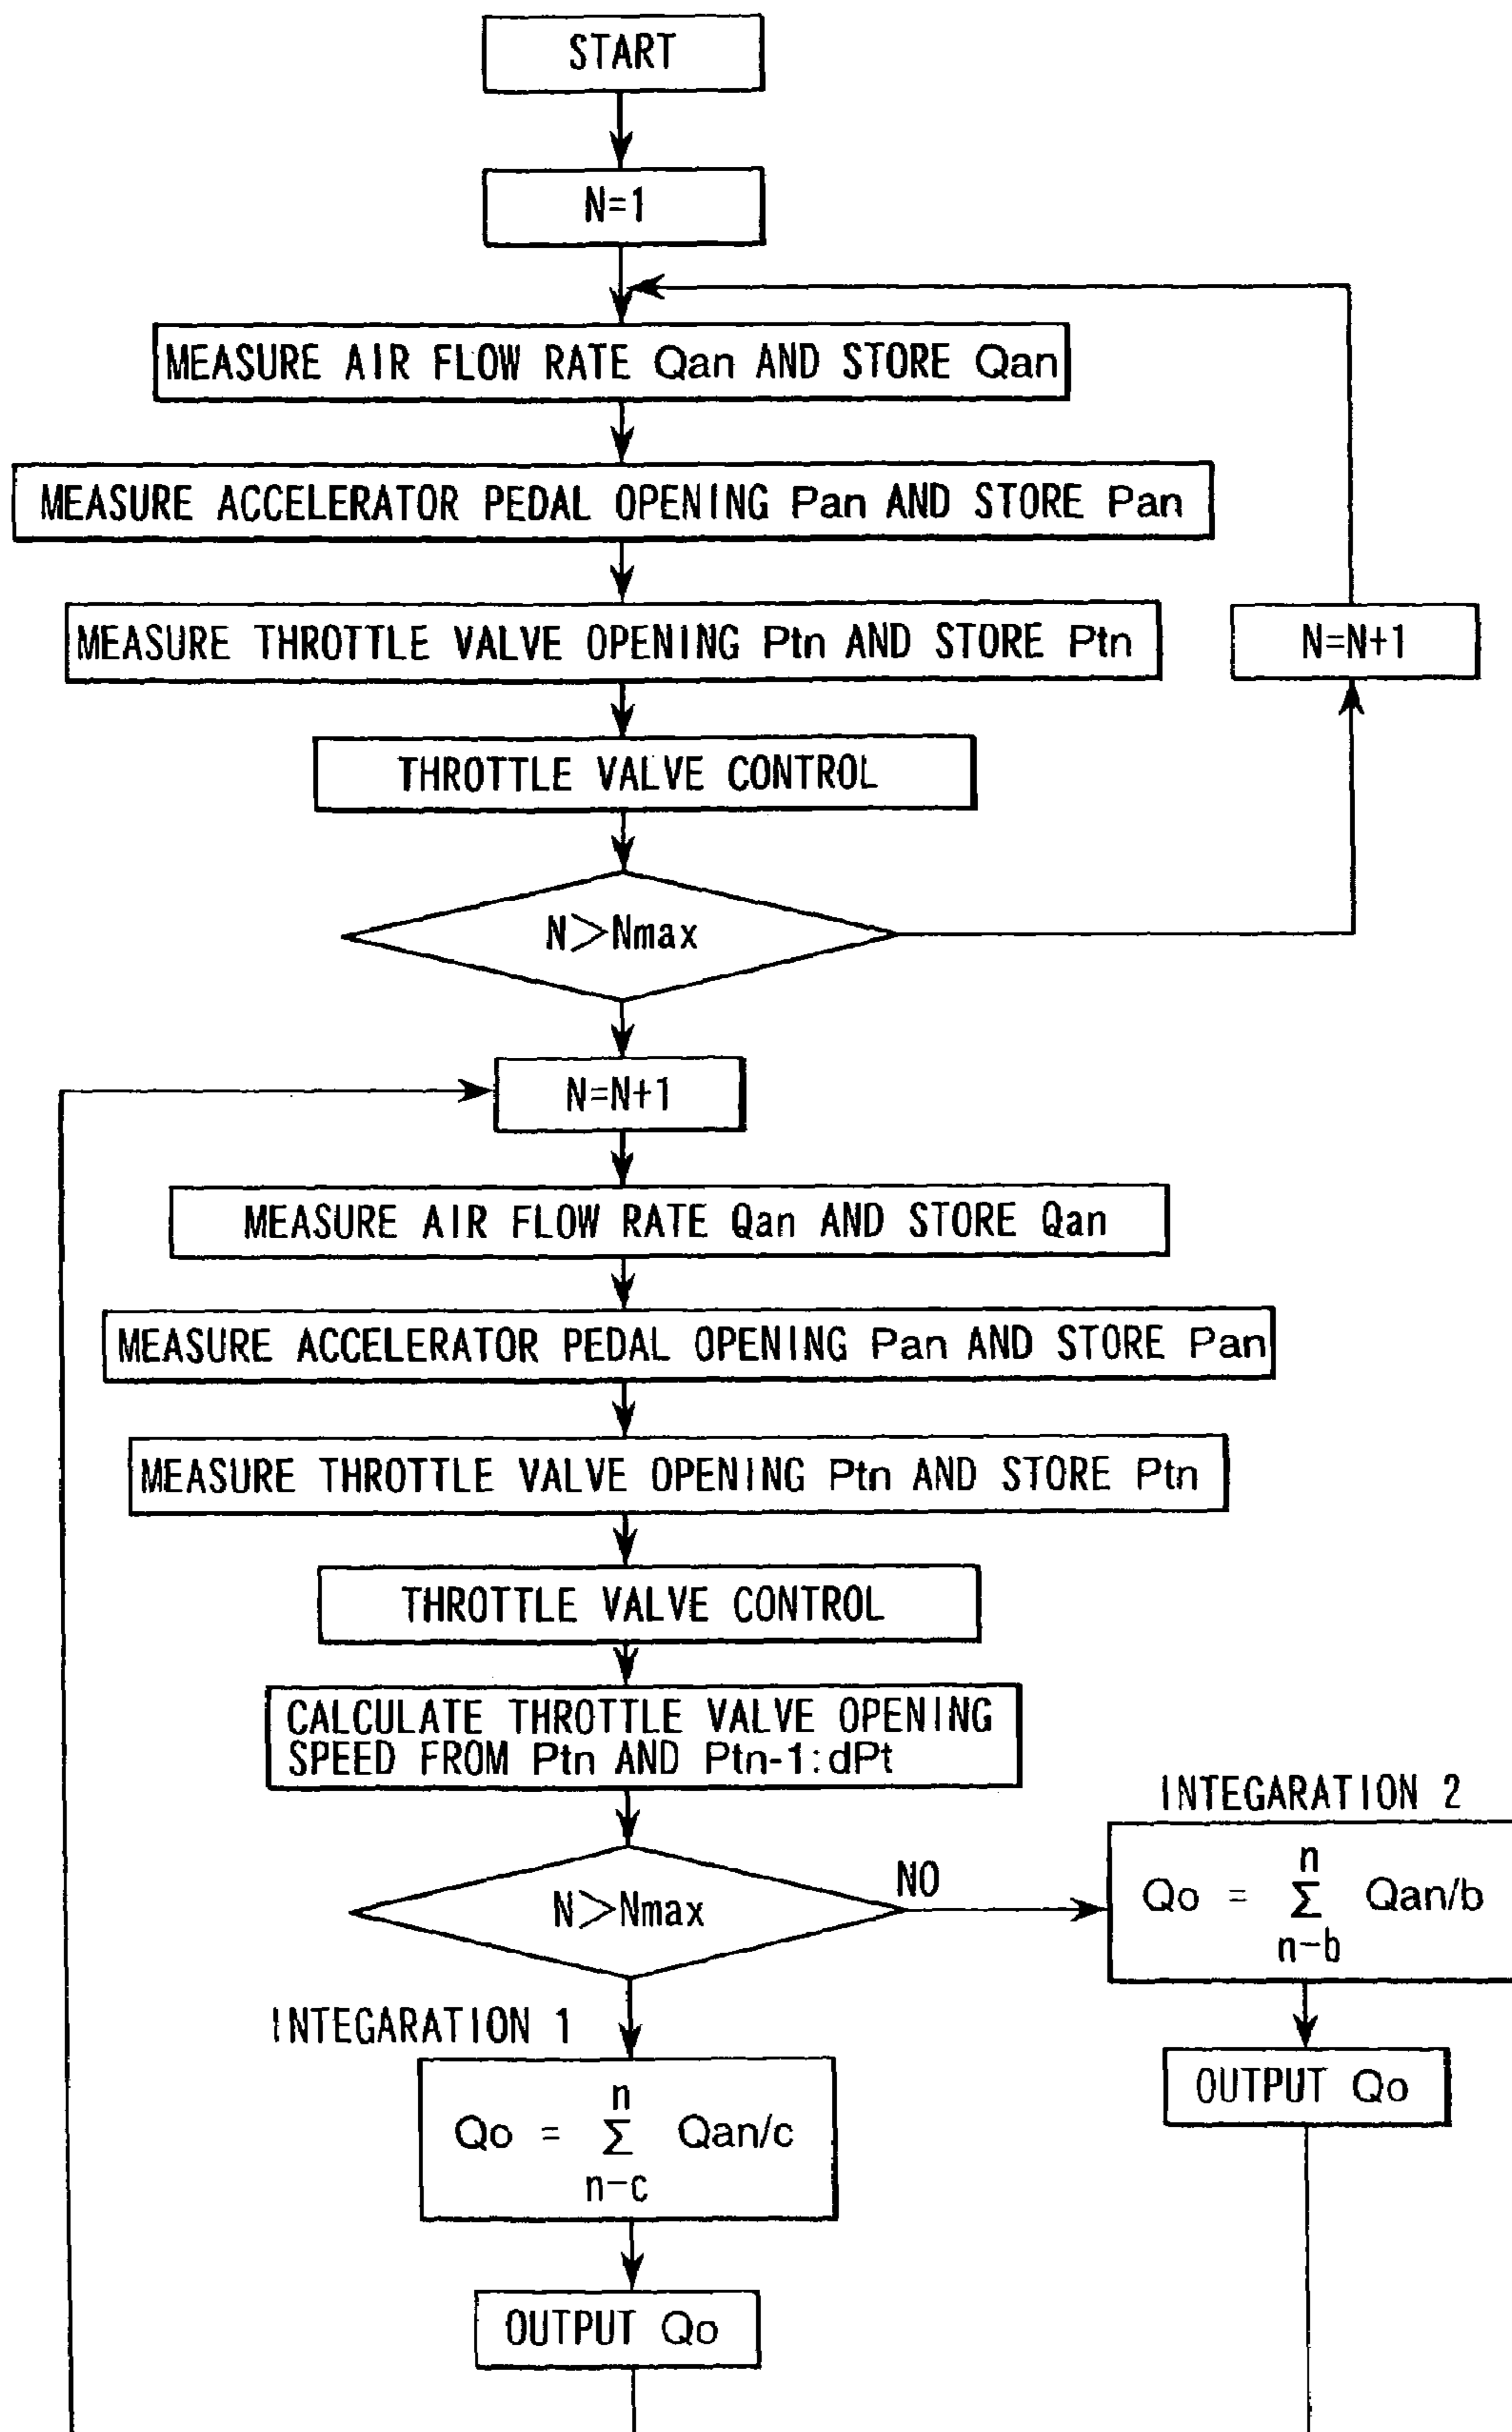 START
N=1
MEASURE AIR FLOW RATE Qan AND STORE Qan
MEASURE ACCELERATOR PEDAL OPENING Pan AND STORE Pan
MEASURE THROTTLE VALVE OPENING Ptn AND STORE Ptn
N=N+1
THROTTLE VALVE CONTROL
N>Nmax
N=N+1
MEASURE AIR FLOW RATE Qan AND STORE Qan
MEASURE ACCELERATOR PEDAL OPENING Pan AND STORE Pan
MEASURE THROTTLE VALVE OPENING Ptn AND STORE Ptn
THROTTLE VALVE CONTROL
CALCULATE THROTTLE VALVE OPENING
SPEED FROM Ptn AND Ptn-1:dPt
N>Nmax
NO
INTEGARATION 2
n
Qo = Σ Qan/b
n-b
OUTPUT Qo
INTEGARATION 1
n
Qo = Σ Qan/c
n-c
OUTPUT Qo